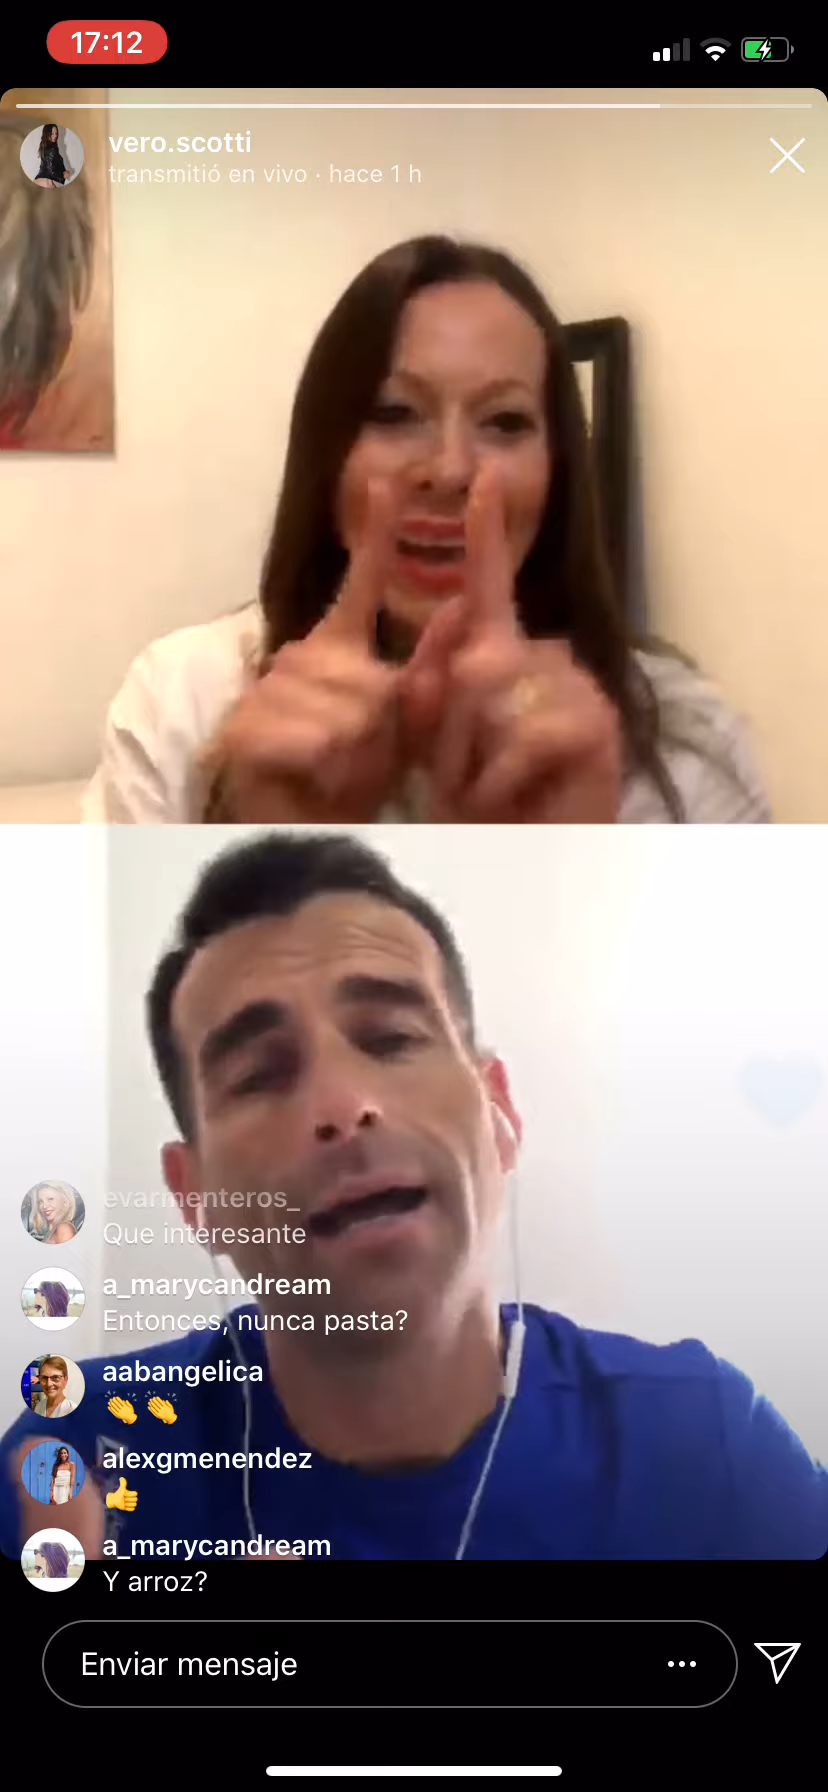 17:12
vero.scotti
transmitió en vivo · hace 1 h
evarmenteros_
Que interesante
a_marycandream
Entonces, nunca pasta?
aabangelica
👏👏
alexgmenendez
👍
a_marycandream
Y arroz?
Enviar mensaje